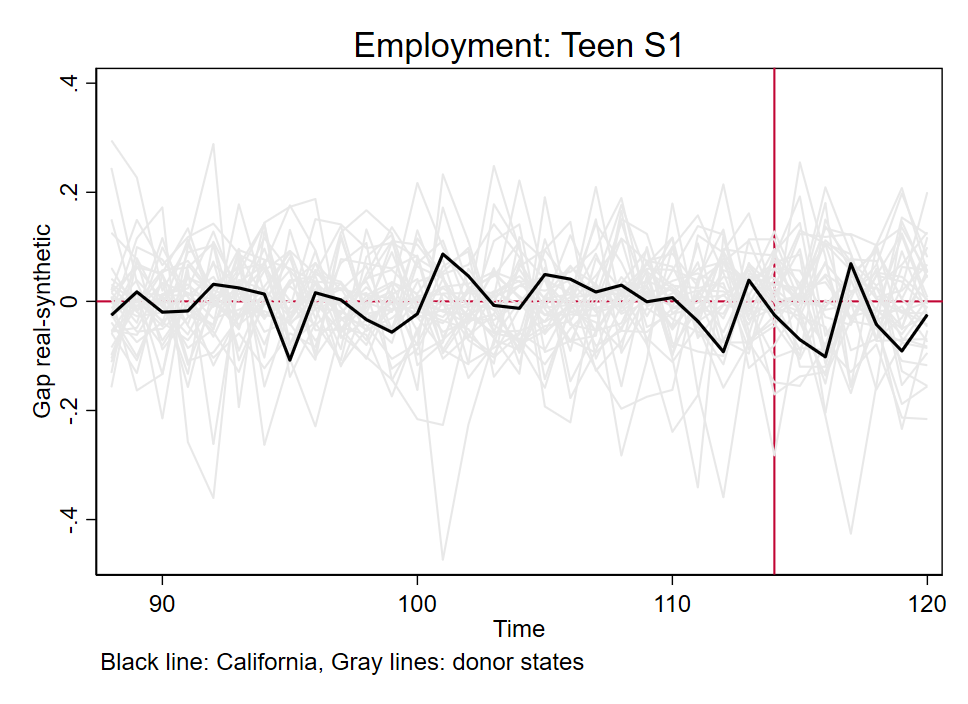 Employment: Teen S1
Gap real-synthetic
.4
.2
0
-.2
-.4
90 100 110 120
Time
Black line: California, Gray lines: donor states